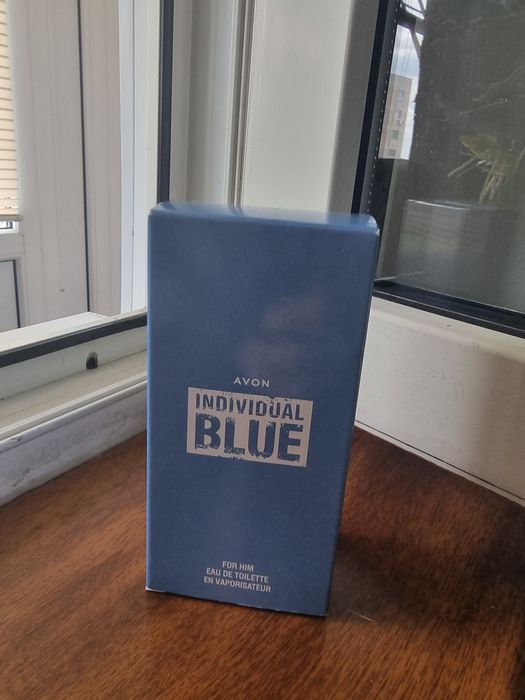 AVON
INDIVIDUAL
BLUE
FOR HIM
EAU DE TOILETTE
EN VAPORISATEUR